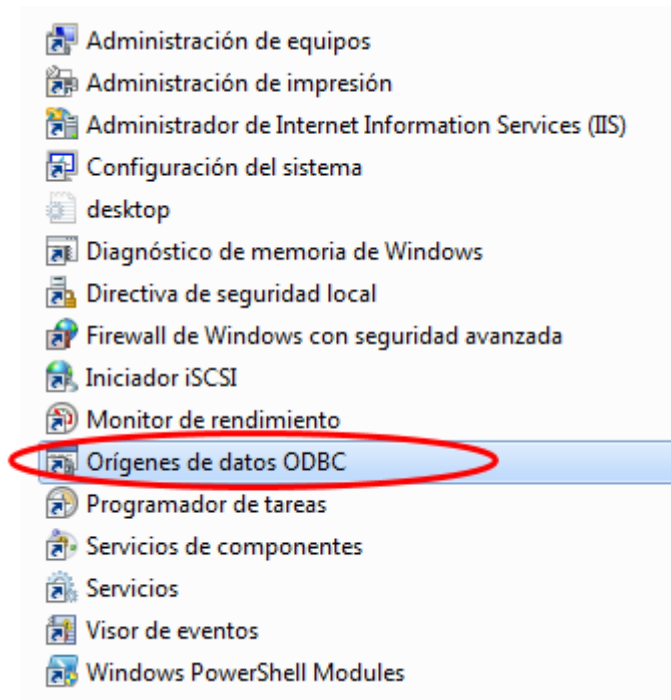 Administración de equipos
Administración de impresión
Administrador de Internet Information Services (IIS)
Configuración del sistema
desktop
Diagnóstico de memoria de Windows
Directiva de seguridad local
Firewall de Windows con seguridad avanzada
Iniciador iSCSI
Monitor de rendimiento
Orígenes de datos ODBC
Programador de tareas
Servicios de componentes
Servicios
Visor de eventos
Windows PowerShell Modules